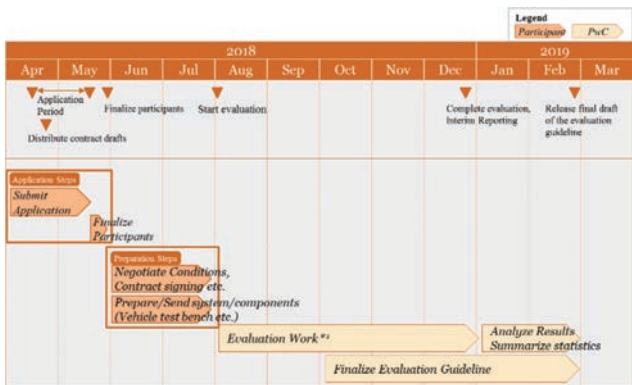 Legend
Participant PwC
2018 2019
Apr May Jun Jul Aug Sep Oct Nov Dec Jan Feb Mar
Application
Period
Distribute contract drafts
Finalize participants
Start evaluation
Complete evaluation,
Interim Reporting
Release final draft
of the evaluation
guideline
Application Steps
Submit
Application
Finalize
Participants
Preparation Steps
Negotiate Conditions,
Contract signing etc.
Prepare/Send system/components
(Vehicle test bench etc.)
Evaluation Work
Analyze Results
Summarize statistics
Finalize Evaluation Guideline